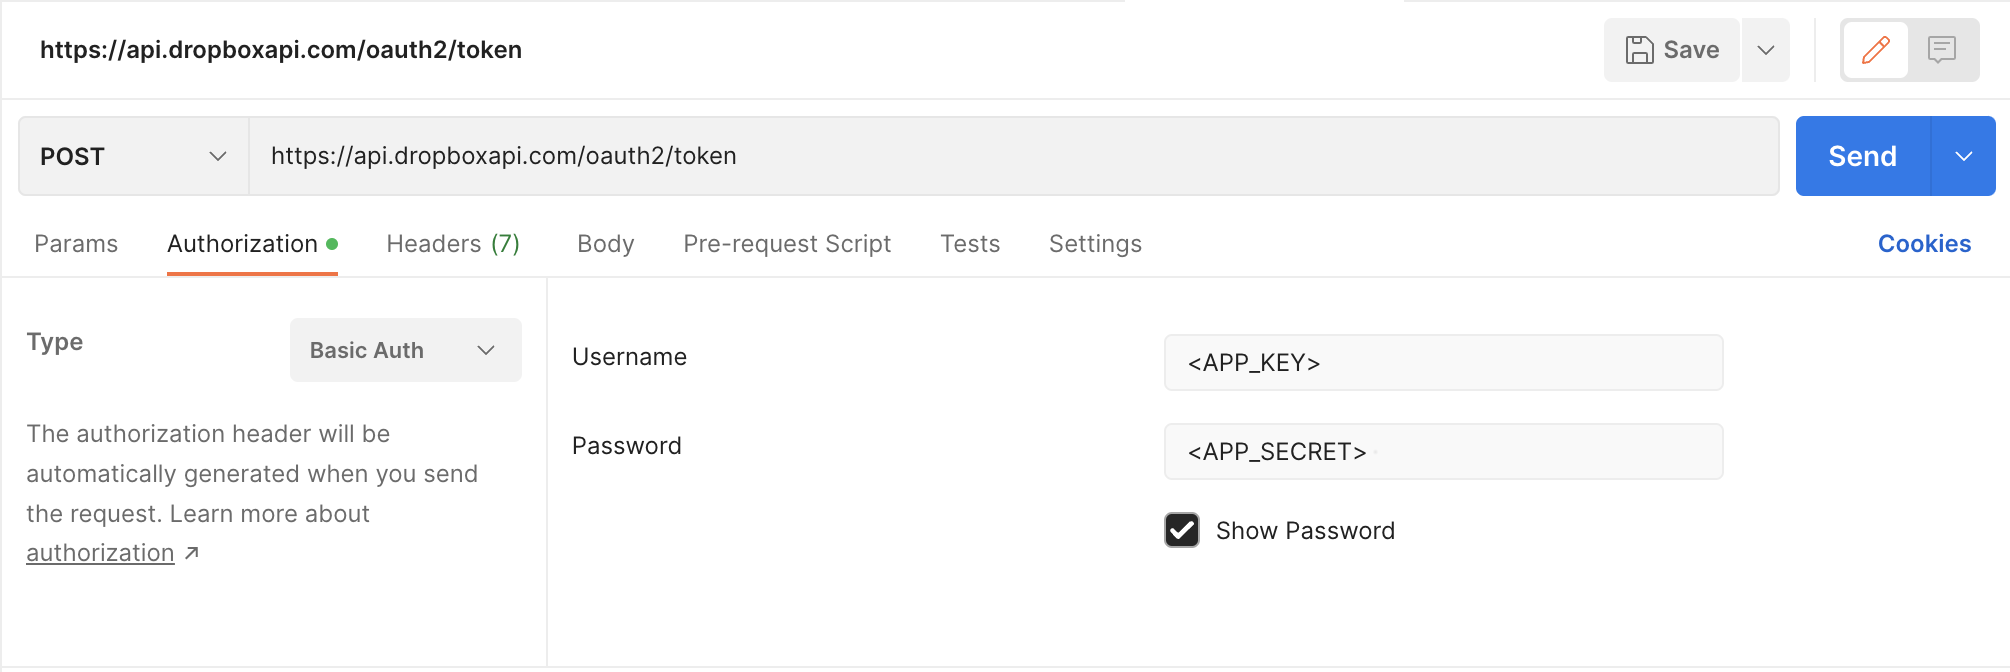 https://api.dropboxapi.com/oauth2/token
Save
POST
https://api.dropboxapi.com/oauth2/token
Send
Params Authorization Headers (7) Body Pre-request Script Tests Settings Cookies
Type
Basic Auth
The authorization header will be
automatically generated when you send
the request. Learn more about
authorization ↗
Username
<APP_KEY>
Password
<APP_SECRET>
Show Password